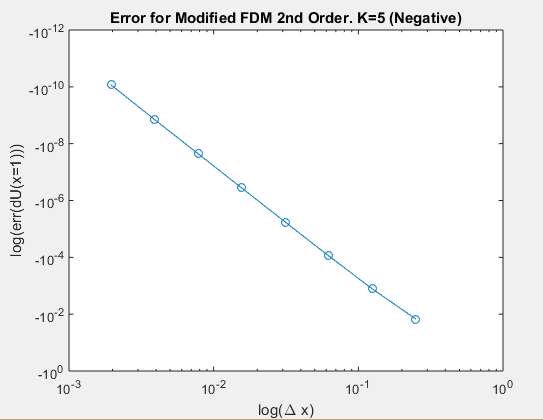 Error for Modified FDM 2nd Order. K=5 (Negative)
-10^-12
-10^-10
-10^-8
-10^-6
-10^-4
-10^-2
-10^0
log(err(dU(x=1)))
10^-3 10^-2 10^-1 10^0
log(Δ x)